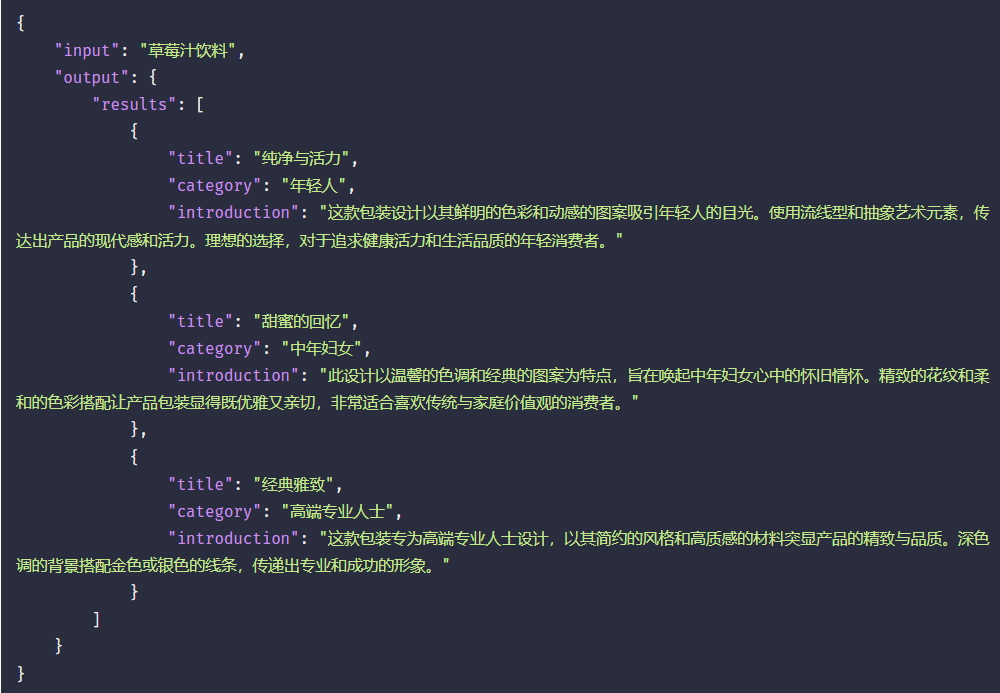 {
"input": "草莓汁饮料",
"output": {
"results": [
{
"title": "纯净与活力",
"category": "年轻人",
"introduction": "这款包装设计以其鲜明的色彩和动感的图案吸引年轻人的目光。使用流线型和抽象艺术元素，传
达出产品的现代感和活力。理想的选择，对于追求健康活力和生活品质的年轻消费者。"
},
{
"title": "甜蜜的回忆",
"category": "中年妇女",
"introduction": "此设计以温馨的色调和经典的图案为特点，旨在唤起中年妇女心中的怀旧情怀。精致的花纹和柔
和的色彩搭配让产品包装显得既优雅又亲切，非常适合喜欢传统与家庭价值观的消费者。"
},
{
"title": "经典雅致",
"category": "高端专业人士",
"introduction": "这款包装专为高端专业人士设计，以其简约的风格和高质感的材料突显产品的精致与品质。深色
调的背景搭配金色或银色的线条，传递出专业和成功的形象。"
}
]
}
}